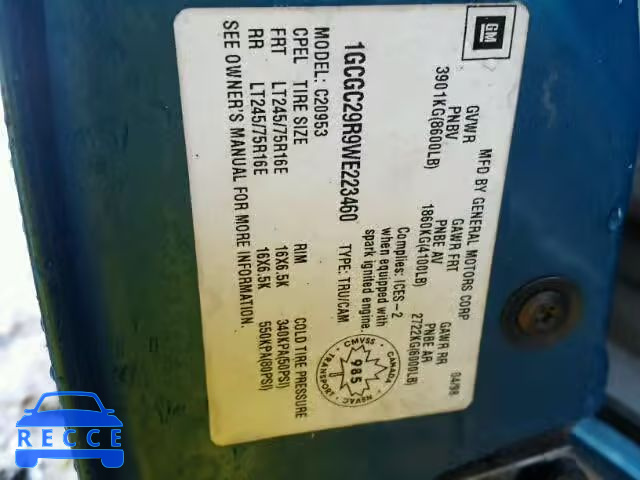 GM
MFD BY GENERAL MOTORS CORP 04/98
GVWR GAWR FRT GAWR RR
PNBV PNBE AV PNBE AR
3901KG(8600LB) 1860KG(4100LB) 2722KG(6000LB)
Complies: ICES-2
when equipped with
spark ignited engine.
1GCGC29R9WE223460 TYPE: TRU/CAM
CMVSS
CANADA
TRANSPORT
NSVAC
985
MODEL: C20953
CPEL TIRE SIZE RIM COLD TIRE PRESSURE
FRT LT245/75R16E 16X6.5K 340KPA(50PSI)
RR LT245/75R16E 16X6.5K 550KPA(80PSI)
SEE OWNER'S MANUAL FOR MORE INFORMATION.
RECCE